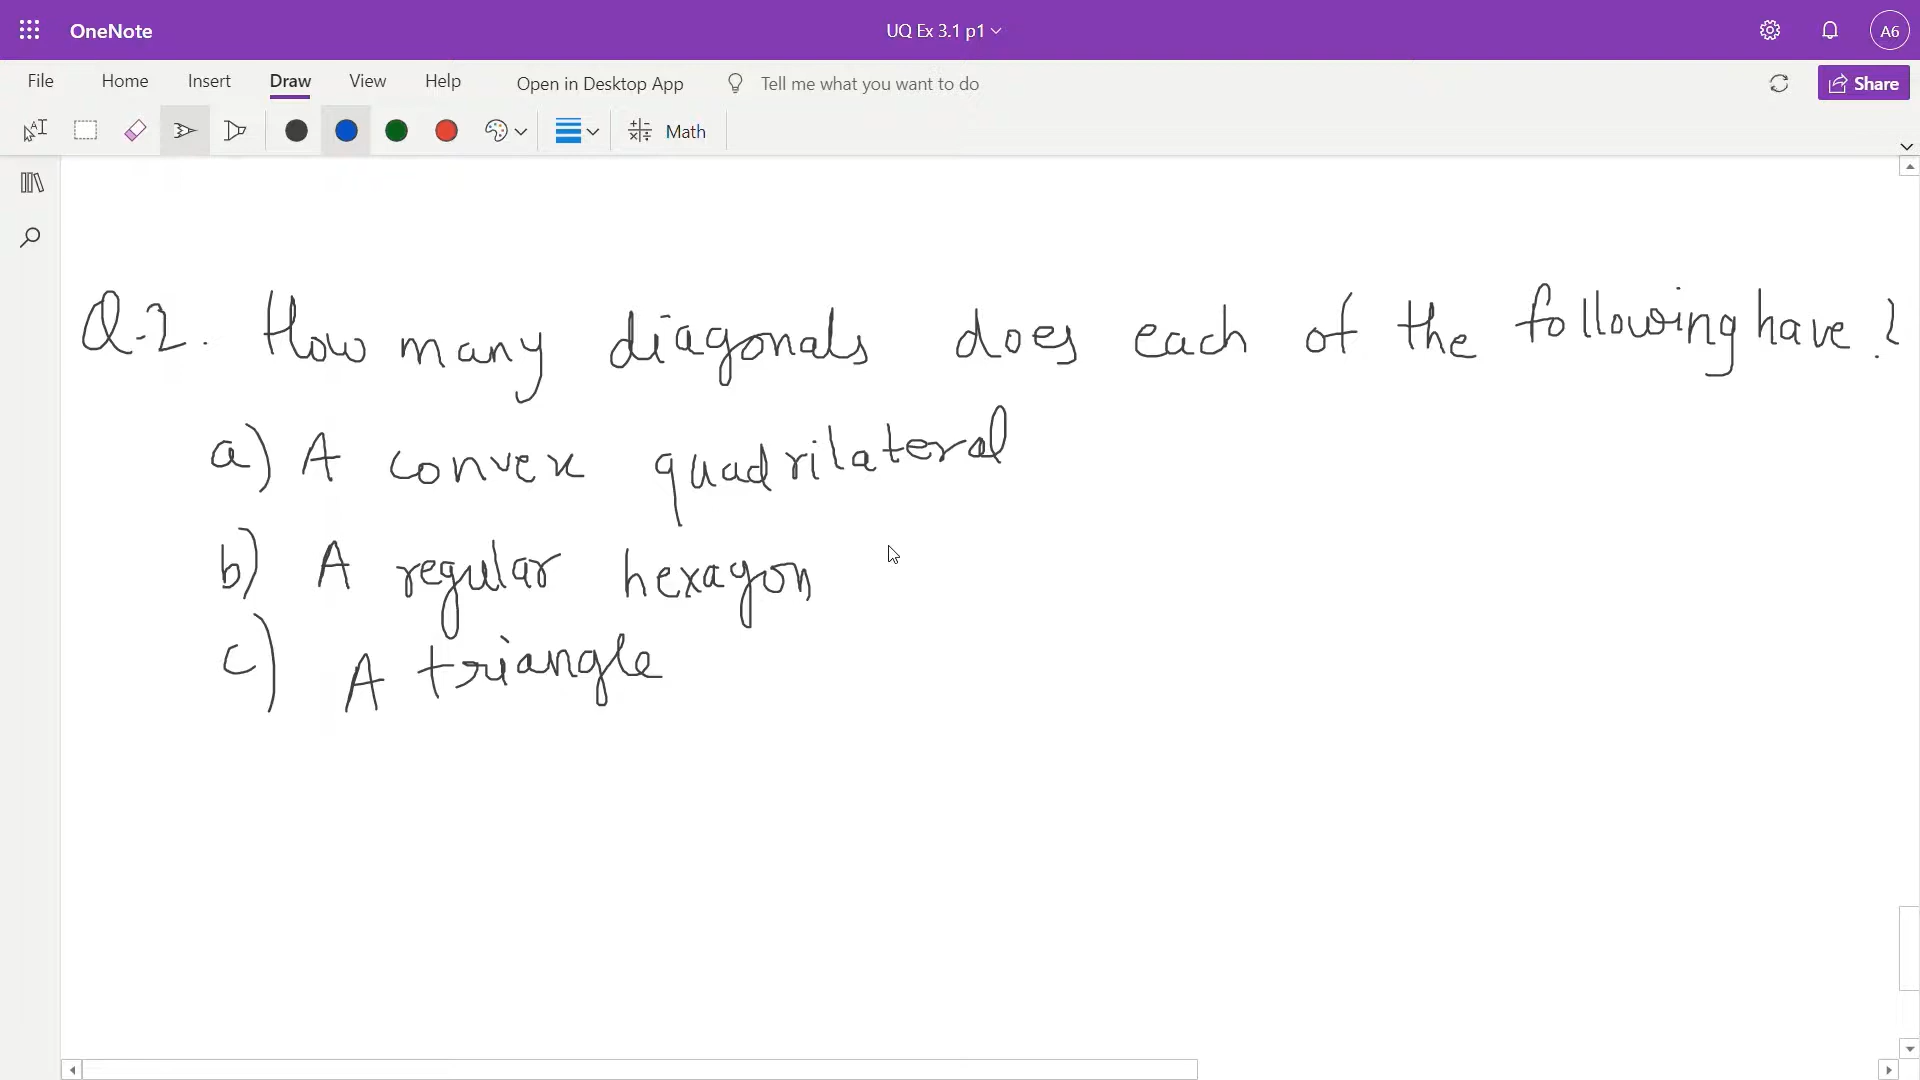 OneNote
UQ Ex 3.1 p1
A6
File Home Insert Draw View Help Open in Desktop App Tell me what you want to do Share
Math
Q.2. How many diagonals does each of the following have?
a) A convex quadrilateral
b) A regular hexagon
c) A triangle